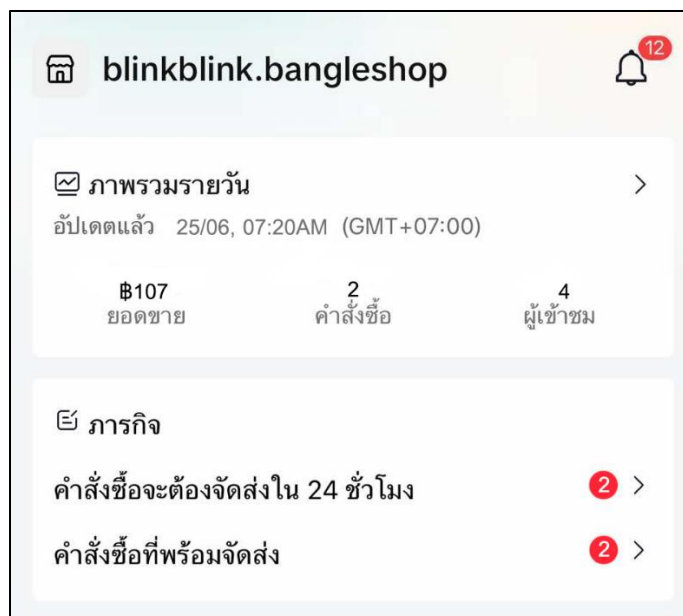 blinkblink.bangleshop
12
ภาพรวมรายวัน
อัปเดตแล้ว 25/06, 07:20AM (GMT+07:00)
฿107 2 4
ยอดขาย คำสั่งซื้อ ผู้เข้าชม
ภารกิจ
คำสั่งซื้อจะต้องจัดส่งใน 24 ชั่วโมง 2
คำสั่งซื้อที่พร้อมจัดส่ง 2